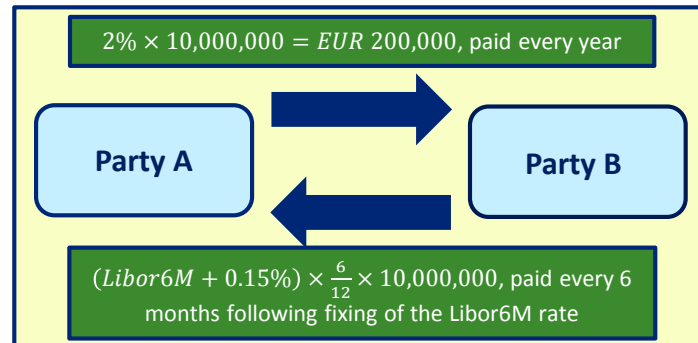 2% × 10,000,000 = EUR 200,000, paid every year
Party A
Party B
(Libor6M + 0.15%) × 6/12 × 10,000,000, paid every 6
months following fixing of the Libor6M rate